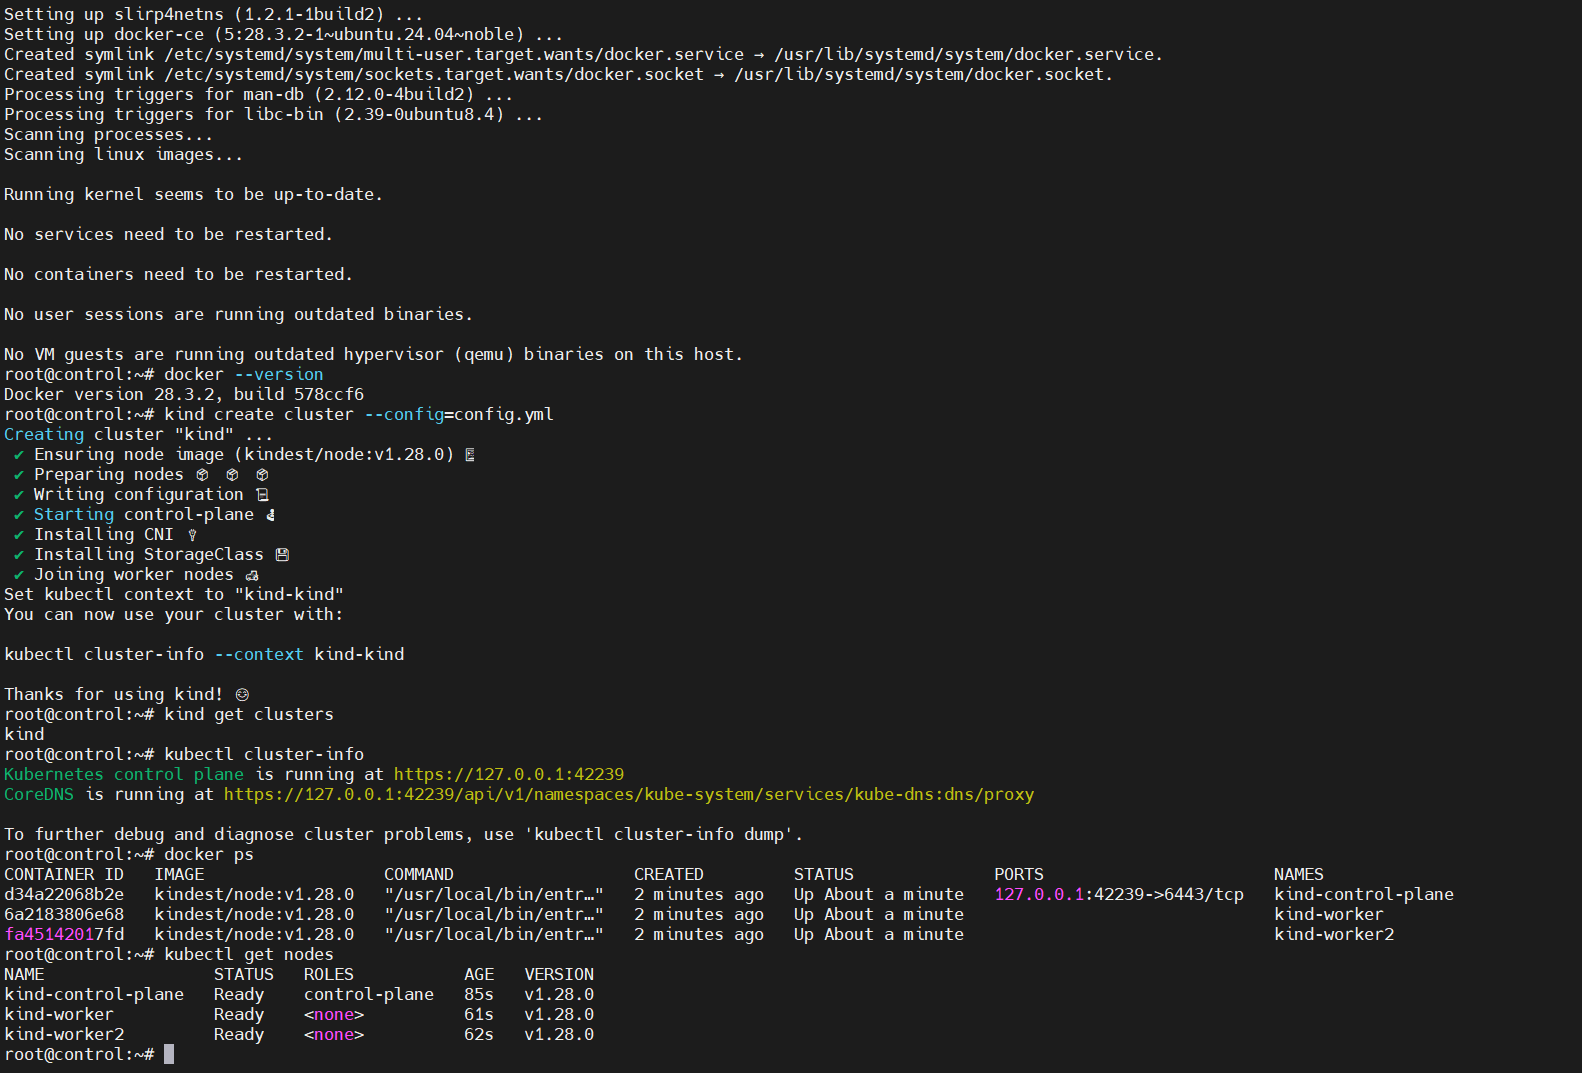 Setting up slirp4netns (1.2.1-1build2) ...
Setting up docker-ce (5:28.3.2-1~ubuntu.24.04~noble) ...
Created symlink /etc/systemd/system/multi-user.target.wants/docker.service → /usr/lib/systemd/system/docker.service.
Created symlink /etc/systemd/system/sockets.target.wants/docker.socket → /usr/lib/systemd/system/docker.socket.
Processing triggers for man-db (2.12.0-4build2) ...
Processing triggers for libc-bin (2.39-0ubuntu8.4) ...
Scanning processes...
Scanning linux images...
Running kernel seems to be up-to-date.
No services need to be restarted.
No containers need to be restarted.
No user sessions are running outdated binaries.
No VM guests are running outdated hypervisor (qemu) binaries on this host.
root@control:~# docker --version
Docker version 28.3.2, build 578ccf6
root@control:~# kind create cluster --config=config.yml
Creating cluster "kind" ...
✔ Ensuring node image (kindest/node:v1.28.0) 🖼
✔ Preparing nodes 📦 📦 📦
✔ Writing configuration 📜
✔ Starting control-plane 🕹
✔ Installing CNI 🔌
✔ Installing StorageClass 💾
✔ Joining worker nodes 🚜
Set kubectl context to "kind-kind"
You can now use your cluster with:
kubectl cluster-info --context kind-kind
Thanks for using kind! 😊
root@control:~# kind get clusters
kind
root@control:~# kubectl cluster-info
Kubernetes control plane is running at https://127.0.0.1:42239
CoreDNS is running at https://127.0.0.1:42239/api/v1/namespaces/kube-system/services/kube-dns:dns/proxy
To further debug and diagnose cluster problems, use 'kubectl cluster-info dump'.
root@control:~# docker ps
CONTAINER ID IMAGE COMMAND CREATED STATUS PORTS NAMES
d34a22068b2e kindest/node:v1.28.0 "/usr/local/bin/entr…" 2 minutes ago Up About a minute 127.0.0.1:42239->6443/tcp kind-control-plane
6a2183806e68 kindest/node:v1.28.0 "/usr/local/bin/entr…" 2 minutes ago Up About a minute kind-worker
fa45142017fd kindest/node:v1.28.0 "/usr/local/bin/entr…" 2 minutes ago Up About a minute kind-worker2
root@control:~# kubectl get nodes
NAME STATUS ROLES AGE VERSION
kind-control-plane Ready control-plane 85s v1.28.0
kind-worker Ready <none> 61s v1.28.0
kind-worker2 Ready <none> 62s v1.28.0
root@control:~#